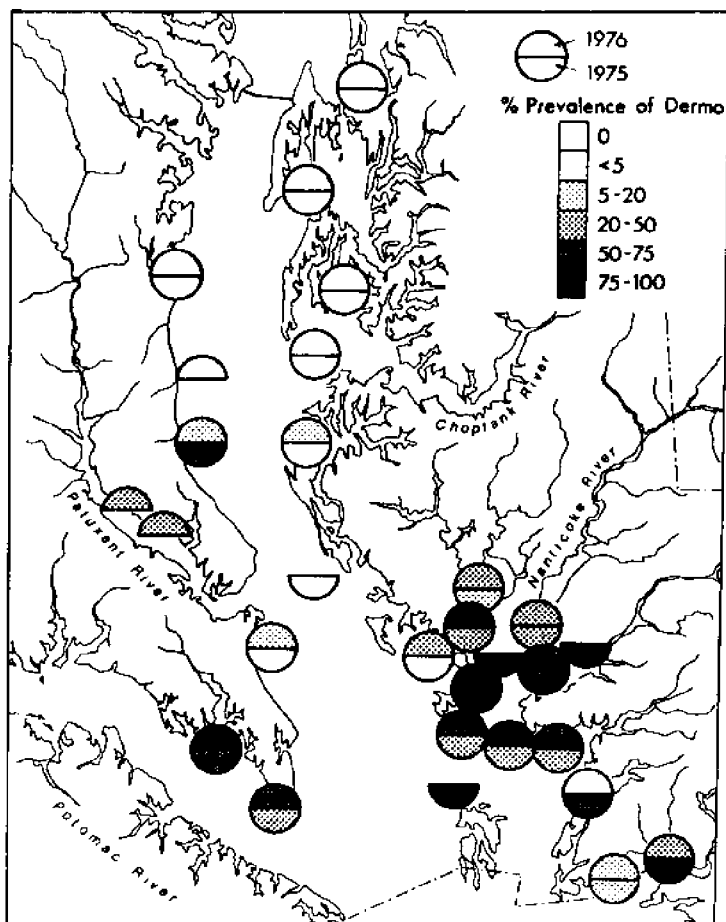 1976
1975
% Prevalence of Dermo
0
<5
5-20
20-50
50-75
75-100
Choptank River
Nanticoke River
Patuxent River
Potomac River